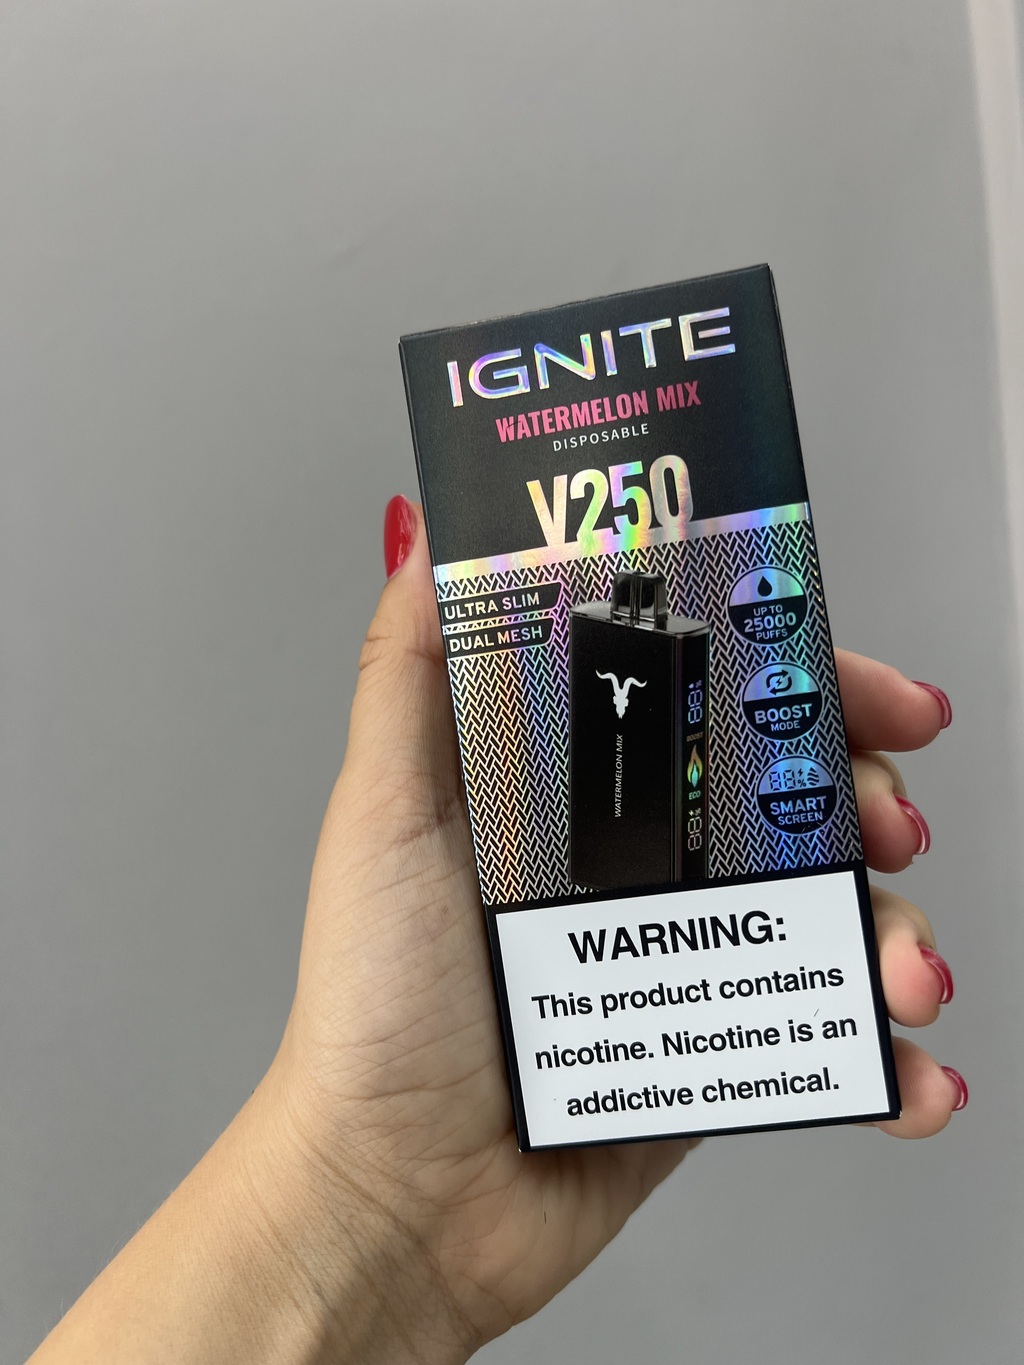 IGNITE
WATERMELON MIX
DISPOSABLE
V250
ULTRA SLIM
DUAL MESH
UP TO
25000
PUFFS
BOOST
MODE
SMART
SCREEN
WATERMELON MIX
BOOST
ECO
WARNING:
This product contains
nicotine. Nicotine is an
addictive chemical.